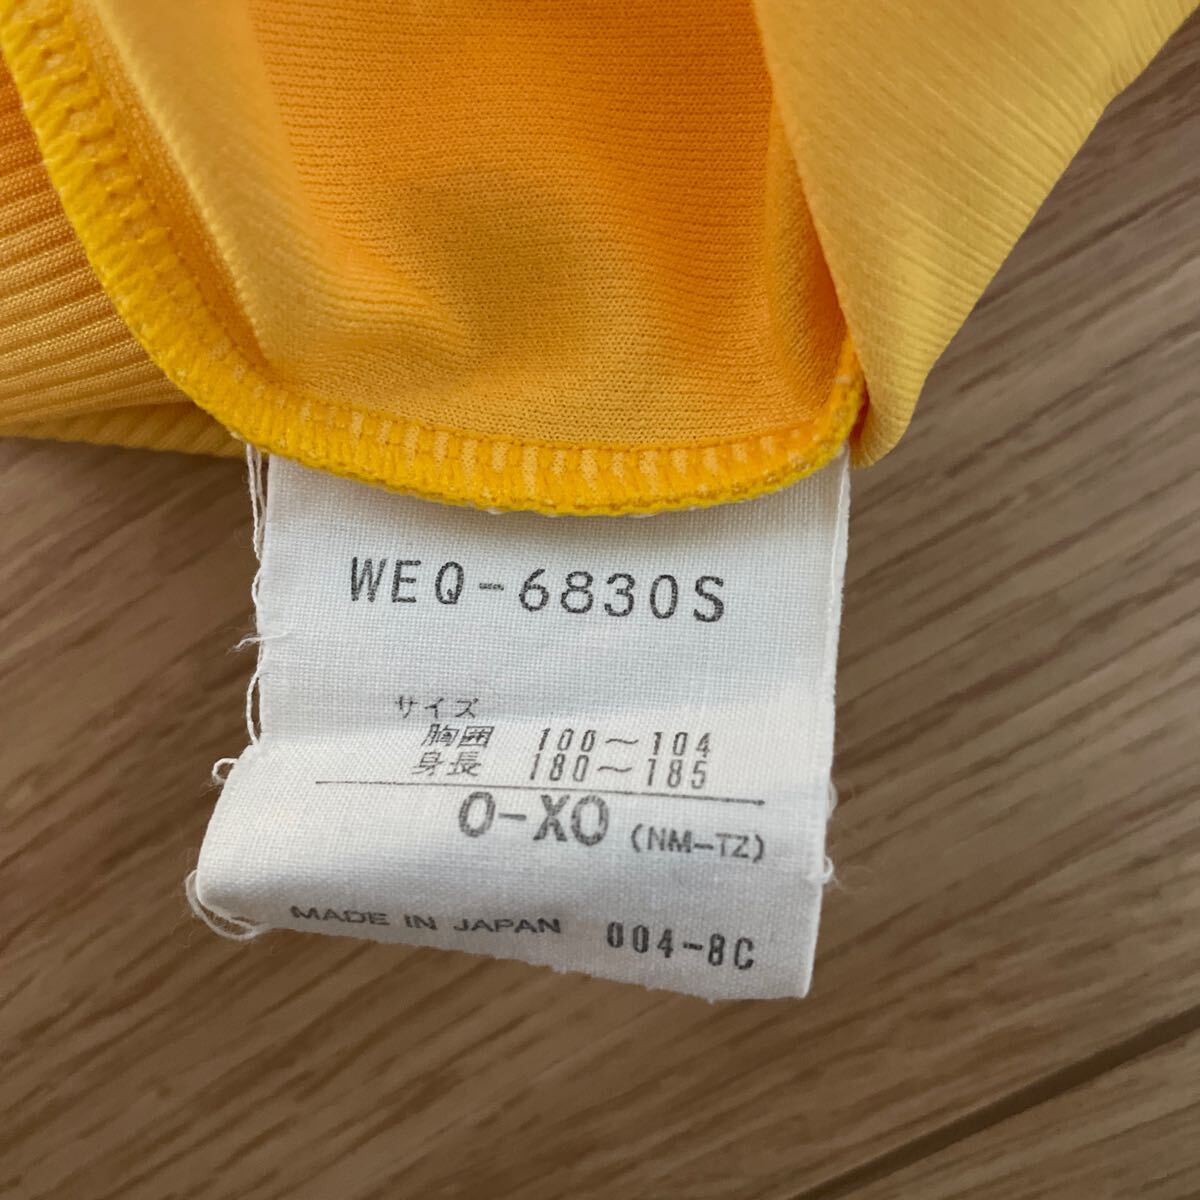 WEQ-6830S
サイズ
胸囲 100〜104
身長 180〜185
O-XO (NM-TZ)
MADE IN JAPAN 004-8C